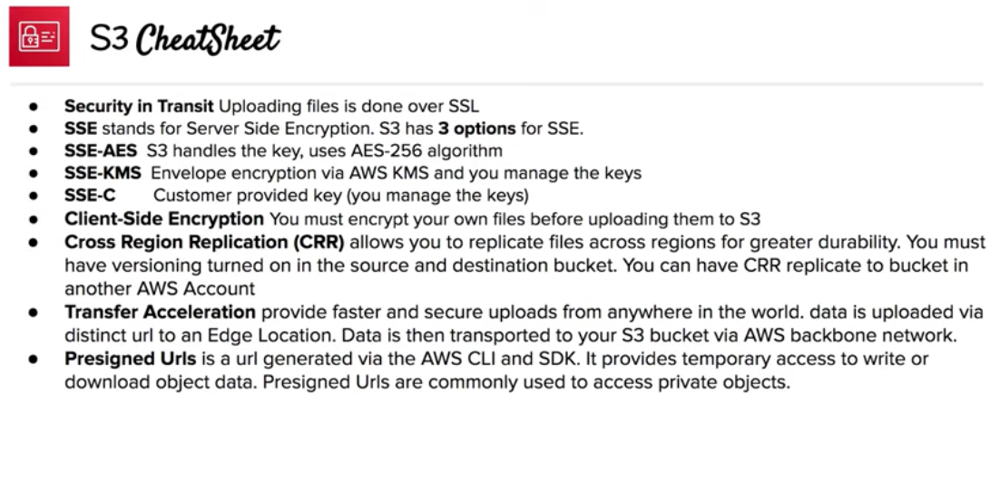 S3 CheatSheet
● Security in Transit Uploading files is done over SSL
● SSE stands for Server Side Encryption. S3 has 3 options for SSE.
● SSE-AES S3 handles the key, uses AES-256 algorithm
● SSE-KMS Envelope encryption via AWS KMS and you manage the keys
● SSE-C Customer provided key (you manage the keys)
● Client-Side Encryption You must encrypt your own files before uploading them to S3
● Cross Region Replication (CRR) allows you to replicate files across regions for greater durability. You must
have versioning turned on in the source and destination bucket. You can have CRR replicate to bucket in
another AWS Account
● Transfer Acceleration provide faster and secure uploads from anywhere in the world. data is uploaded via
distinct url to an Edge Location. Data is then transported to your S3 bucket via AWS backbone network.
● Presigned Urls is a url generated via the AWS CLI and SDK. It provides temporary access to write or
download object data. Presigned Urls are commonly used to access private objects.